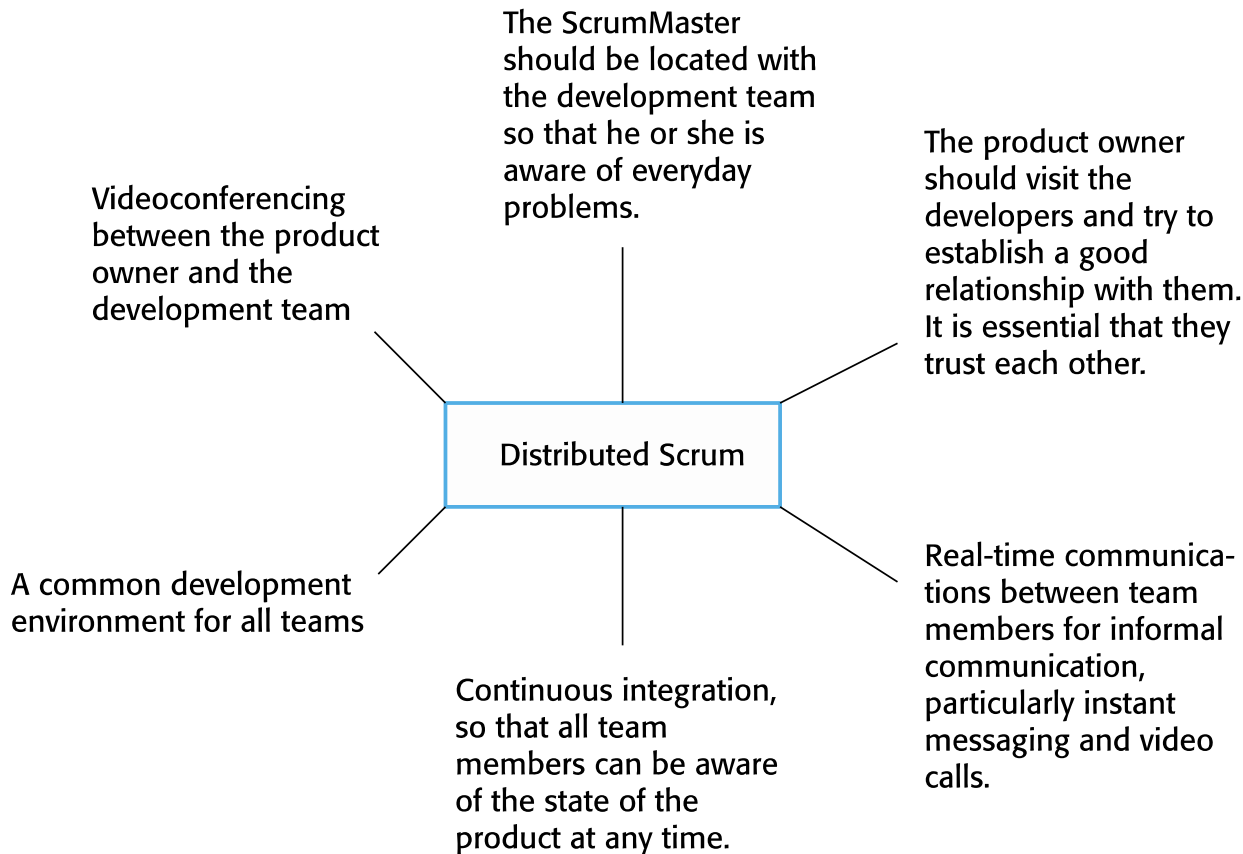 The ScrumMaster
should be located with
the development team
so that he or she is
aware of everyday
problems.
Videoconferencing
between the product
owner and the
development team
The product owner
should visit the
developers and try to
establish a good
relationship with them.
It is essential that they
trust each other.
Distributed Scrum
A common development
environment for all teams
Continuous integration,
so that all team
members can be aware
of the state of the
product at any time.
Real-time communica-
tions between team
members for informal
communication,
particularly instant
messaging and video
calls.